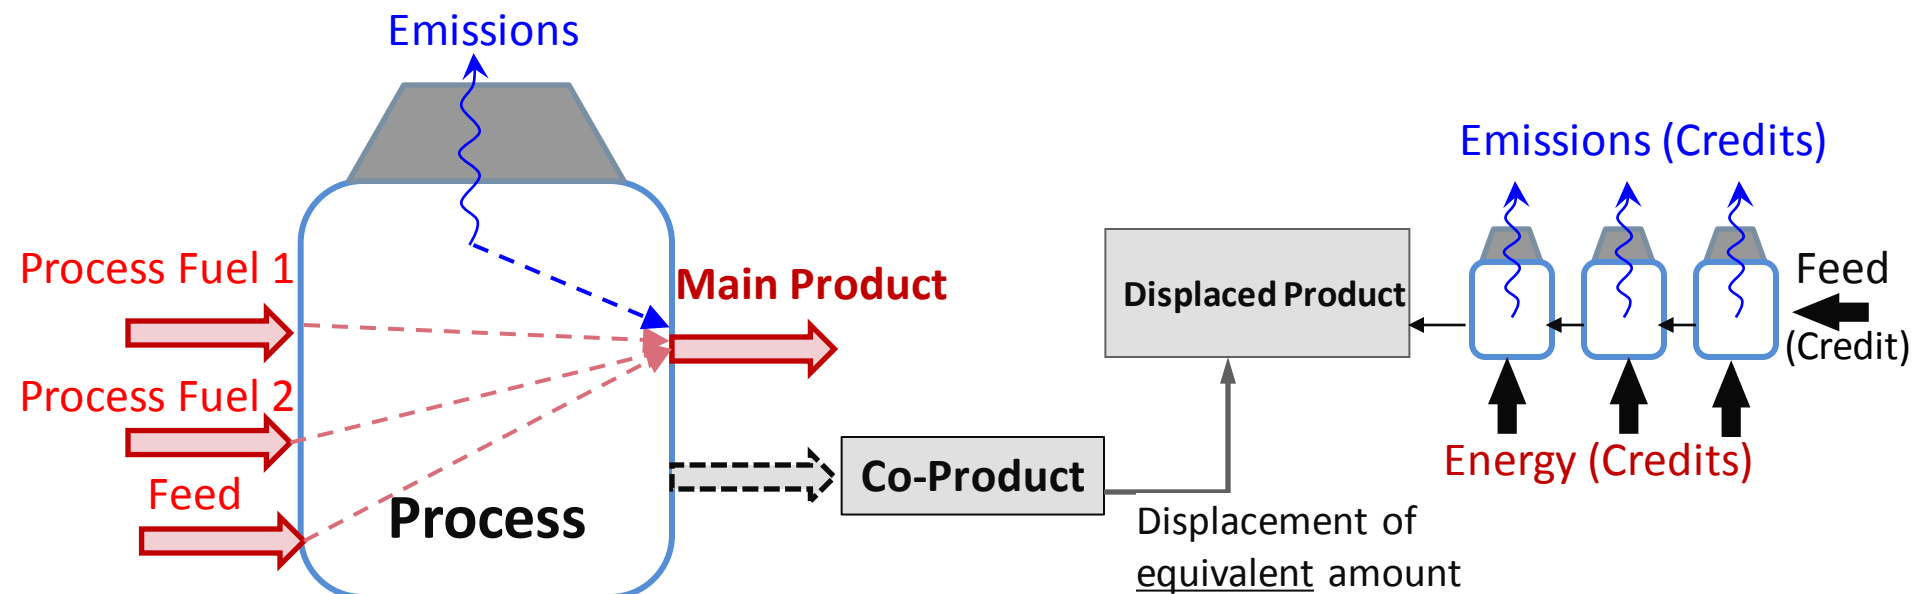 Emissions
Process Fuel 1
Process Fuel 2
Feed
Process
Main Product
Co-Product
Displacement of
equivalent amount
Displaced Product
Emissions (Credits)
Feed
(Credit)
Energy (Credits)